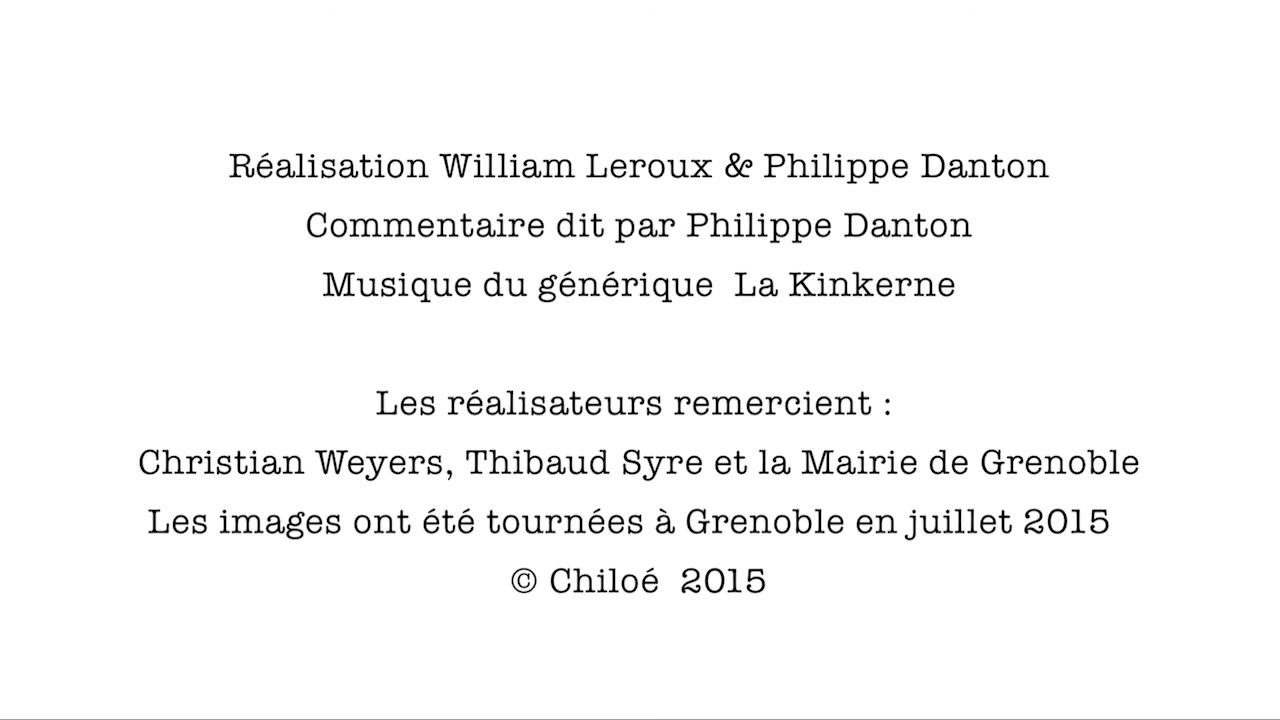 Réalisation William Leroux & Philippe Danton
Commentaire dit par Philippe Danton
Musique du générique  La Kinkerne
Les réalisateurs remercient :
Christian Weyers, Thibaud Syre et la Mairie de Grenoble
Les images ont été tournées à Grenoble en juillet 2015
© Chiloé  2015